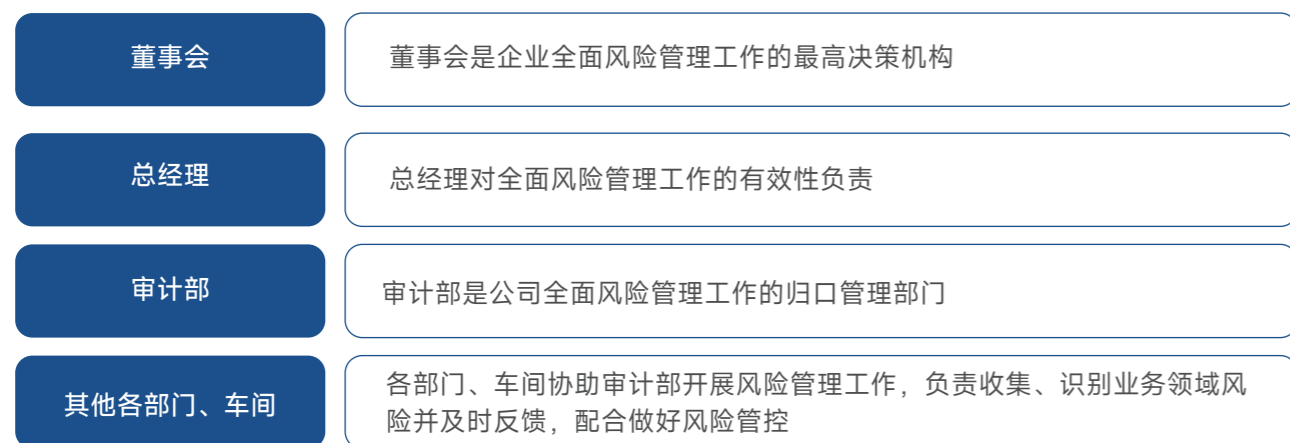 董事会
董事会是企业全面风险管理工作的最高决策机构
总经理
总经理对全面风险管理工作的有效性负责
审计部
审计部是公司全面风险管理工作的归口管理部门
其他各部门、车间
各部门、车间协助审计部开展风险管理工作，负责收集、识别业务领域风
险并及时反馈，配合做好风险管控